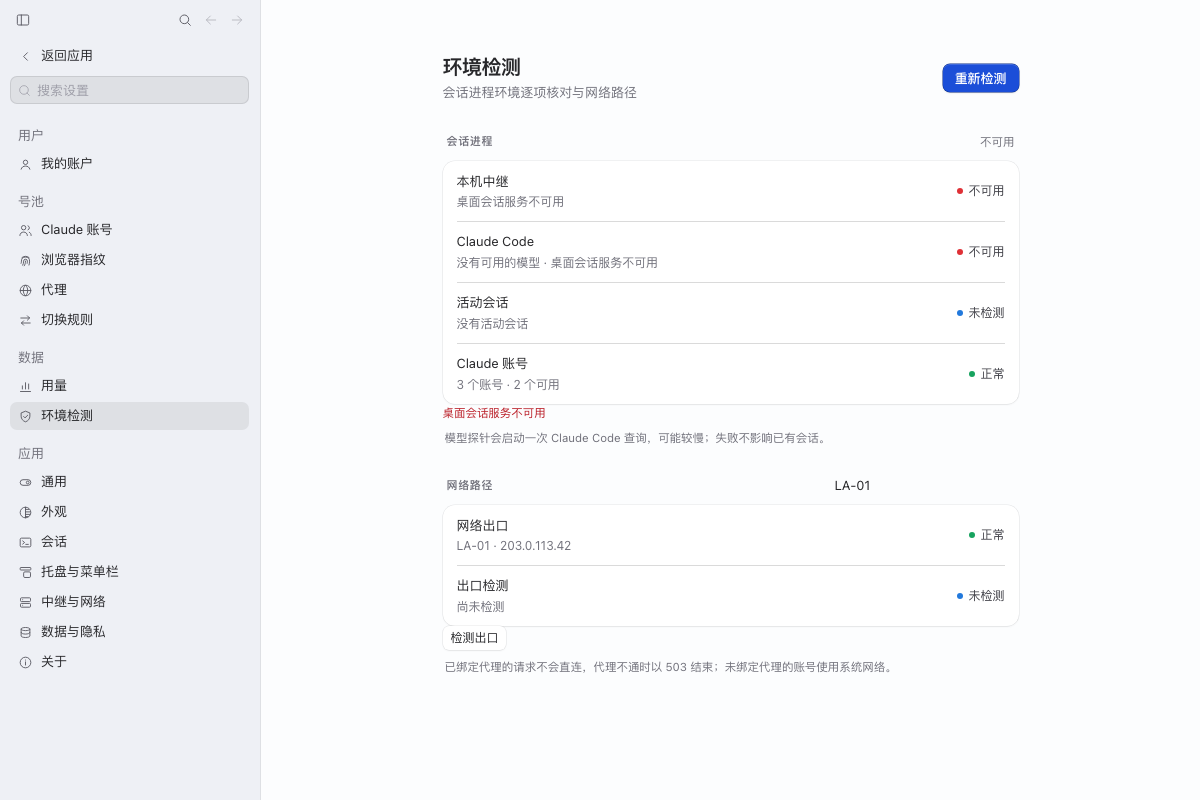 返回应用
搜索设置
用户
我的账户
号池
Claude 账号
浏览器指纹
代理
切换规则
数据
用量
环境检测
应用
通用
外观
会话
托盘与菜单栏
中继与网络
数据与隐私
关于
环境检测
会话进程环境逐项核对与网络路径
重新检测
会话进程
不可用
本机中继
桌面会话服务不可用
不可用
Claude Code
没有可用的模型 · 桌面会话服务不可用
不可用
活动会话
没有活动会话
未检测
Claude 账号
3 个账号 · 2 个可用
正常
桌面会话服务不可用
模型探针会启动一次 Claude Code 查询，可能较慢；失败不影响已有会话。
网络路径
LA-01
网络出口
LA-01 · 203.0.113.42
正常
出口检测
尚未检测
未检测
检测出口
已绑定代理的请求不会直连，代理不通时以 503 结束；未绑定代理的账号使用系统网络。